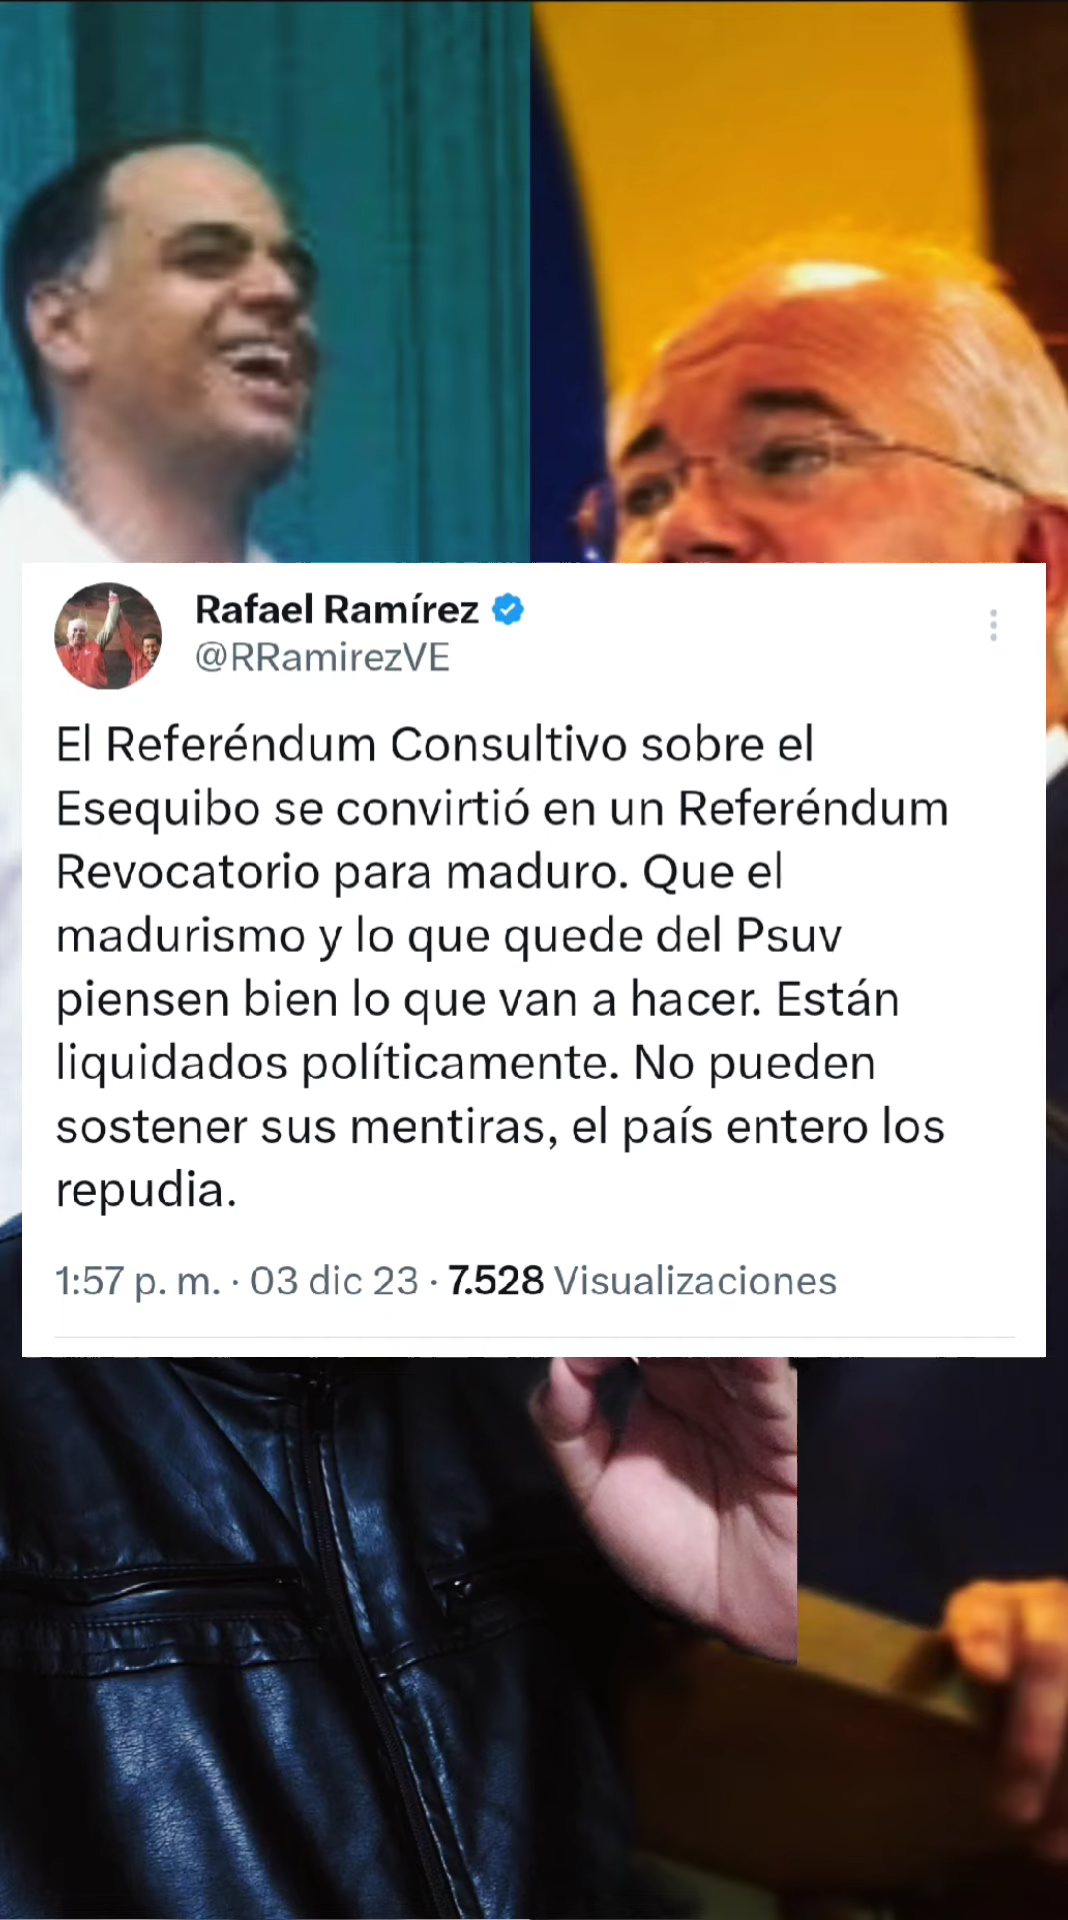 Rafael Ramírez
@RRamirezVE
El Referéndum Consultivo sobre el
Esequibo se convirtió en un Referéndum
Revocatorio para maduro. Que el
madurismo y lo que quede del Psuv
piensen bien lo que van a hacer. Están
liquidados políticamente. No pueden
sostener sus mentiras, el país entero los
repudia.
1:57 p. m. · 03 dic 23 · 7.528 Visualizaciones